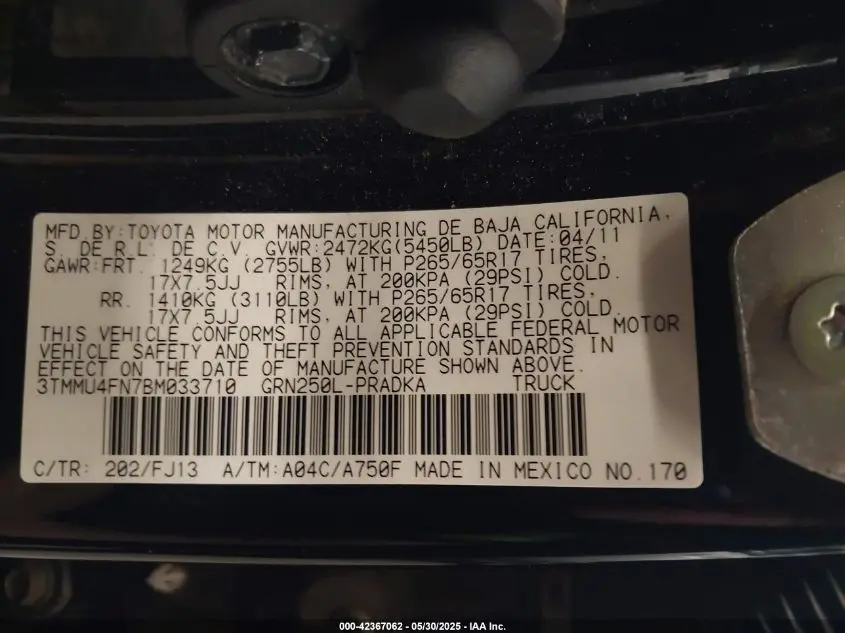 MFD.BY:TOYOTA MOTOR MANUFACTURING DE BAJA CALIFORNIA,
S. DE R.L. DE C.V. GVWR:2472KG(5450LB) DATE:04/11
GAWR:FRT. 1249KG (2755LB) WITH P265/65R17 TIRES,
17X7.5JJ RIMS, AT 200KPA (29PSI) COLD.
RR. 1410KG (3110LB) WITH P265/65R17 TIRES,
17X7.5JJ RIMS, AT 200KPA (29PSI) COLD.
THIS VEHICLE CONFORMS TO ALL APPLICABLE FEDERAL MOTOR
VEHICLE SAFETY AND THEFT PREVENTION STANDARDS IN
EFFECT ON THE DATE OF MANUFACTURE SHOWN ABOVE.
3TMMU4FN7BM033710 GRN250L-PRADKA TRUCK
C/TR: 202/FJ13 A/TM:A04C/A750F MADE IN MEXICO NO.170
000-42367062 - 05/30/2025 - IAA Inc.